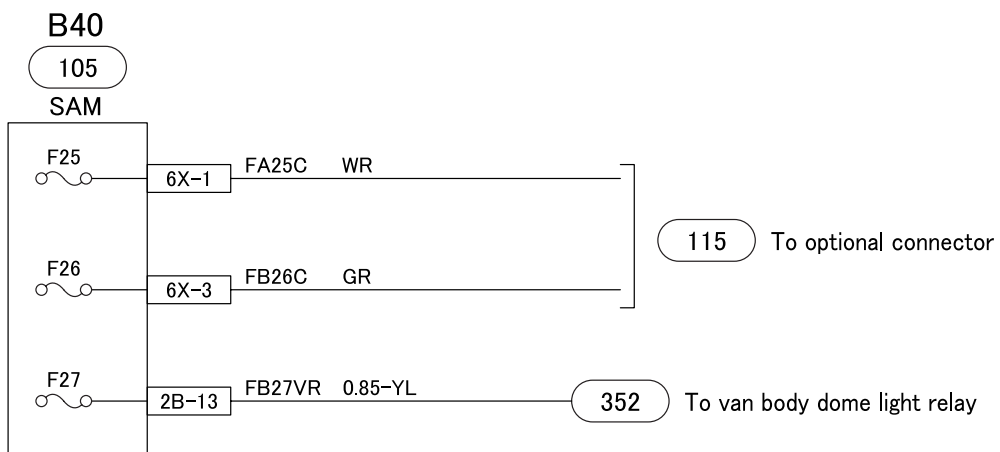 B40
105
SAM
F25
6X-1
FA25C WR
F26
6X-3
FB26C GR
115 To optional connector
F27
2B-13
FB27VR 0.85-YL
352 To van body dome light relay